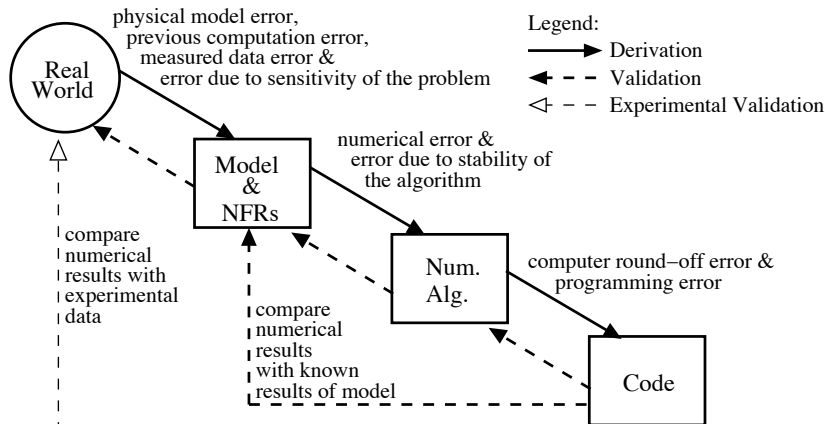 physical model error,
previous computation error,
measured data error &
error due to sensitivity of the problem
Legend:
Derivation
Validation
Experimental Validation
Real
World
Model
&
NFRs
numerical error &
error due to stability of
the algorithm
Num.
Alg.
computer round−off error &
programming error
Code
compare
numerical
results with
experimental
data
compare
numerical
results
with known
results of model